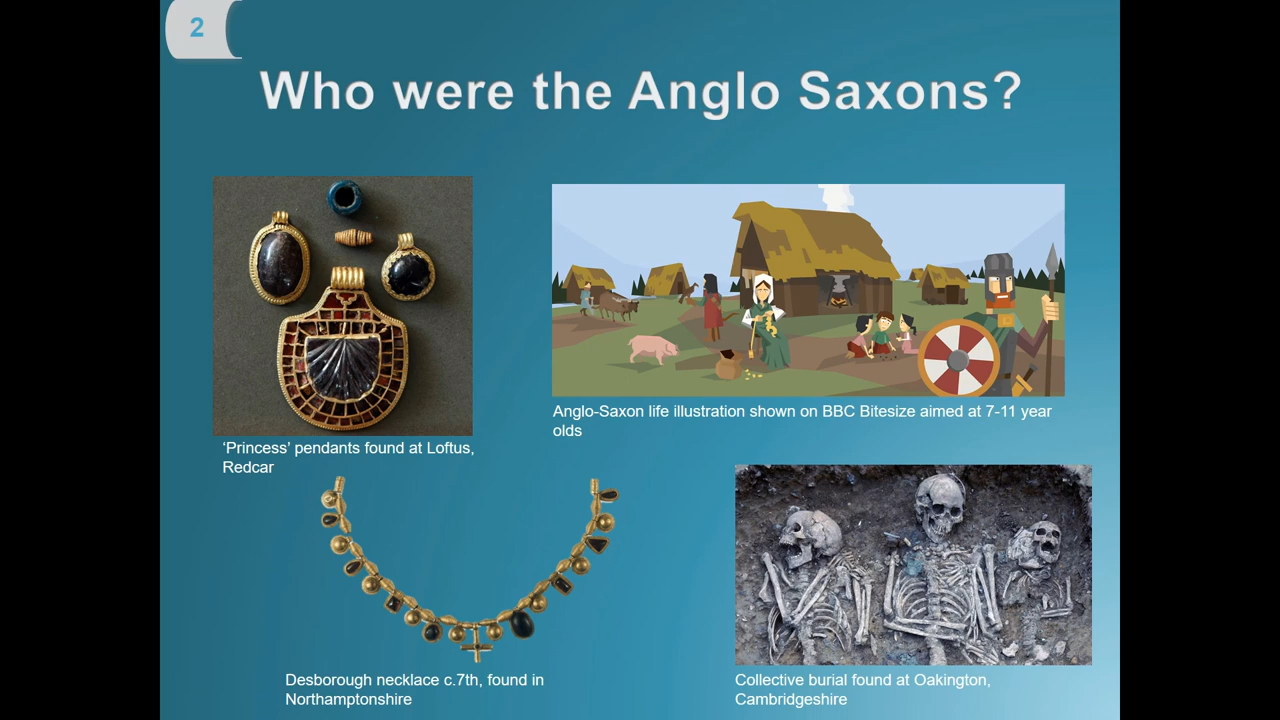 2
Who were the Anglo Saxons?
‘Princess’ pendants found at Loftus,
Redcar
Anglo-Saxon life illustration shown on BBC Bitesize aimed at 7-11 year
olds
Desborough necklace c.7th, found in
Northamptonshire
Collective burial found at Oakington,
Cambridgeshire